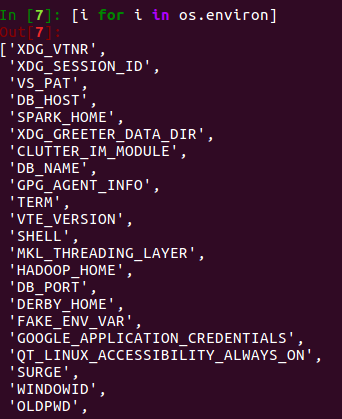 In [7]: [i for i in os.environ]
Out[7]:
['XDG_VTNR',
'XDG_SESSION_ID',
'VS_PAT',
'DB_HOST',
'SPARK_HOME',
'XDG_GREETER_DATA_DIR',
'CLUTTER_IM_MODULE',
'DB_NAME',
'GPG_AGENT_INFO',
'TERM',
'VTE_VERSION',
'SHELL',
'MKL_THREADING_LAYER',
'HADOOP_HOME',
'DB_PORT',
'DERBY_HOME',
'FAKE_ENV_VAR',
'GOOGLE_APPLICATION_CREDENTIALS',
'QT_LINUX_ACCESSIBILITY_ALWAYS_ON',
'SURGE',
'WINDOWID',
'OLDPWD',